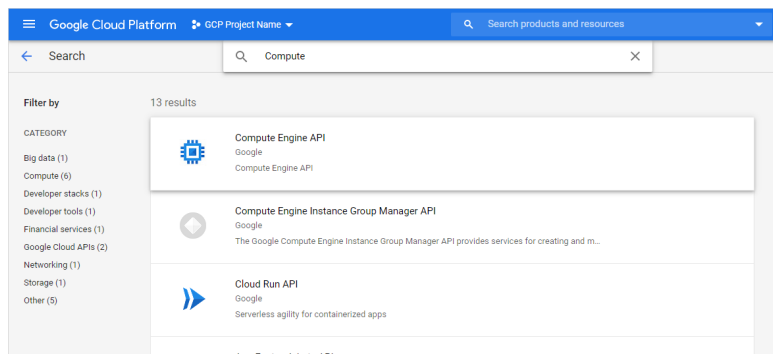 Google Cloud Platform GCP Project Name Search products and resources
Search Compute
Filter by
13 results
CATEGORY
Big data (1)
Compute (6)
Developer stacks (1)
Developer tools (1)
Financial services (1)
Google Cloud APIs (2)
Networking (1)
Storage (1)
Other (5)
Compute Engine API
Google
Compute Engine API
Compute Engine Instance Group Manager API
Google
The Google Compute Engine Instance Group Manager API provides services for creating and m...
Cloud Run API
Google
Serverless agility for containerized apps